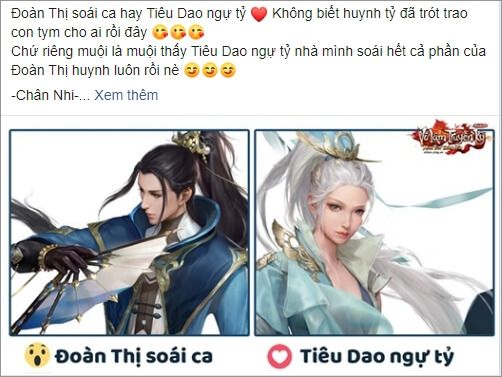 Đoàn Thị soái ca hay Tiêu Dao ngự tỷ ❤️ Không biết huynh tỷ đã trót trao
con tym cho ai rồi đây 😘😘😘
Chứ riêng muội là muội thấy Tiêu Dao ngự tỷ nhà mình soái hết cả phần của
Đoàn Thị huynh luôn rồi nè 😊😊😊
-Chân Nhi-... Xem thêm
Võ Lâm Truyền Kỳ
Đoàn Thị soái ca
Tiêu Dao ngự tỷ